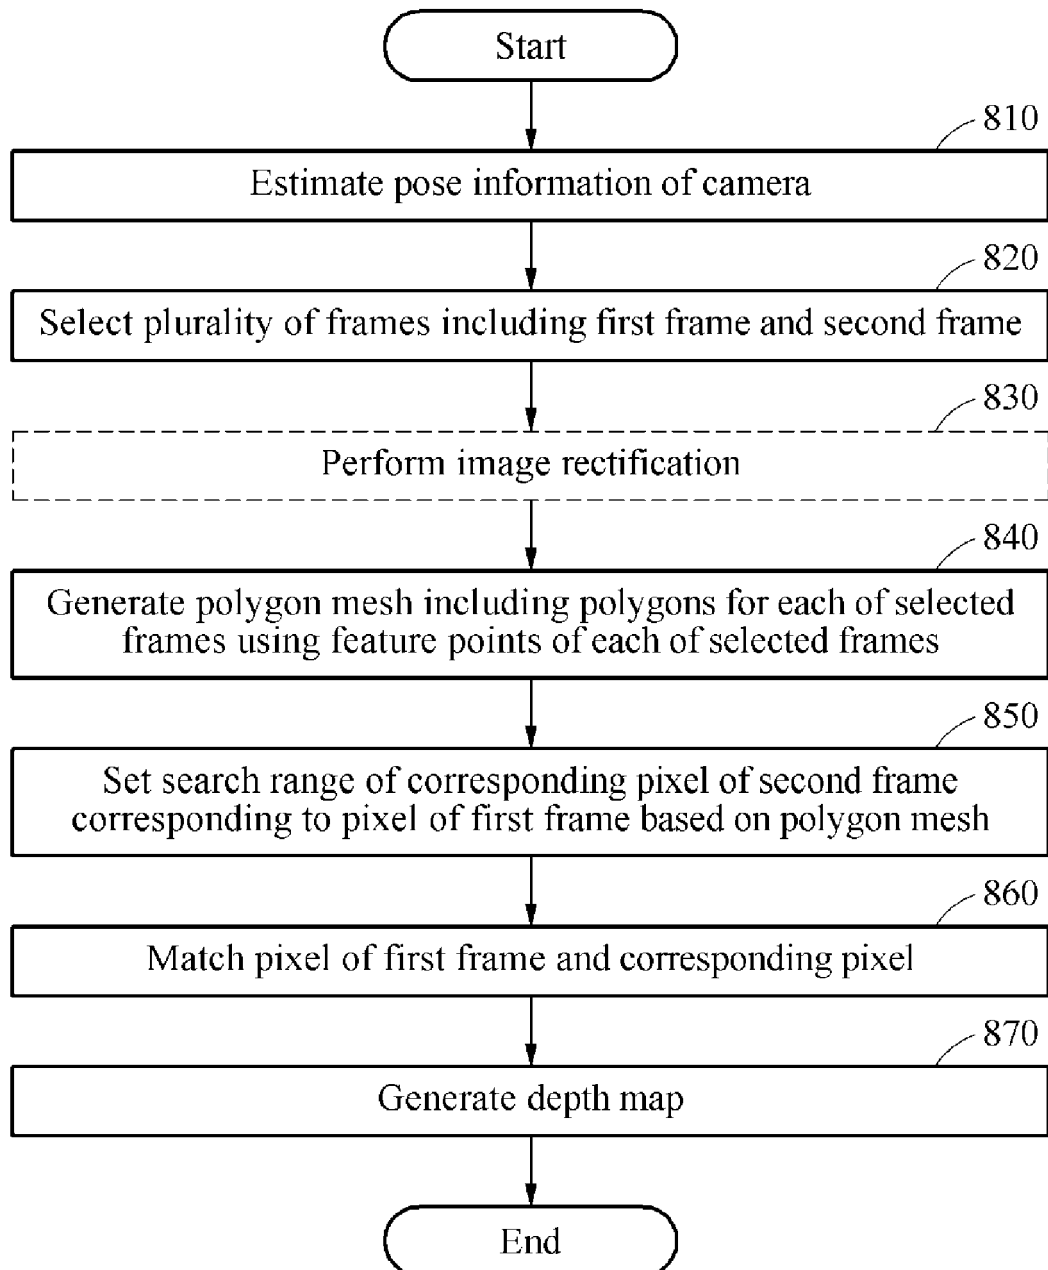 Start
810
Estimate pose information of camera
820
Select plurality of frames including first frame and second frame
830
Perform image rectification
840
Generate polygon mesh including polygons for each of selected
frames using feature points of each of selected frames
850
Set search range of corresponding pixel of second frame
corresponding to pixel of first frame based on polygon mesh
860
Match pixel of first frame and corresponding pixel
870
Generate depth map
End